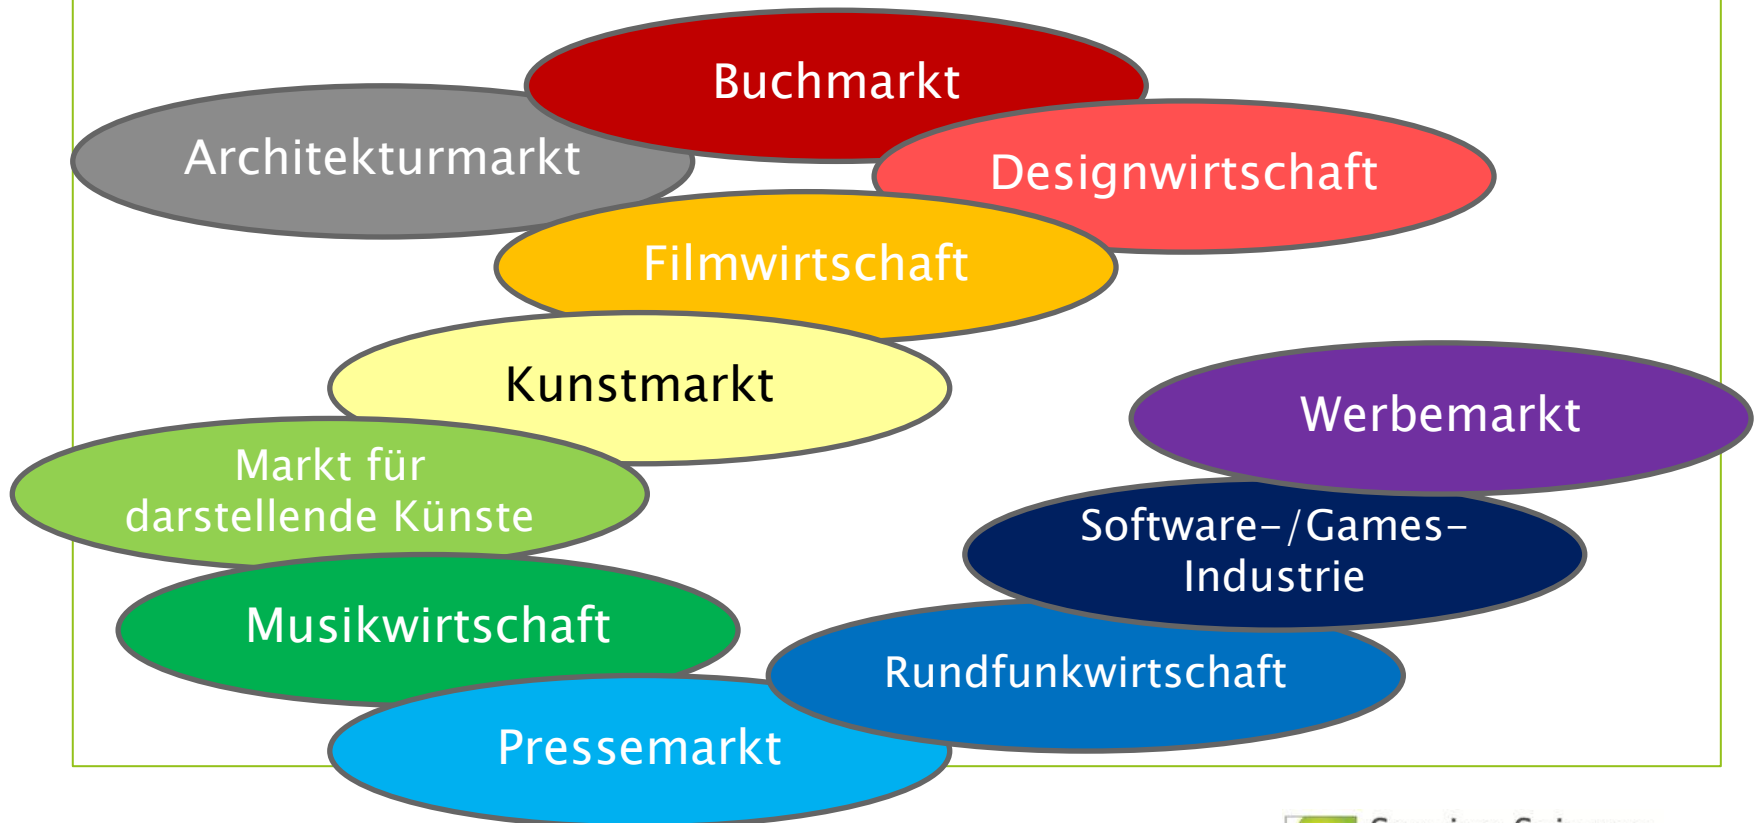 Buchmarkt
Architekturmarkt
Designwirtschaft
Filmwirtschaft
Kunstmarkt
Werbemarkt
Markt für
darstellende Künste
Software-/Games-
Industrie
Musikwirtschaft
Rundfunkwirtschaft
Pressemarkt